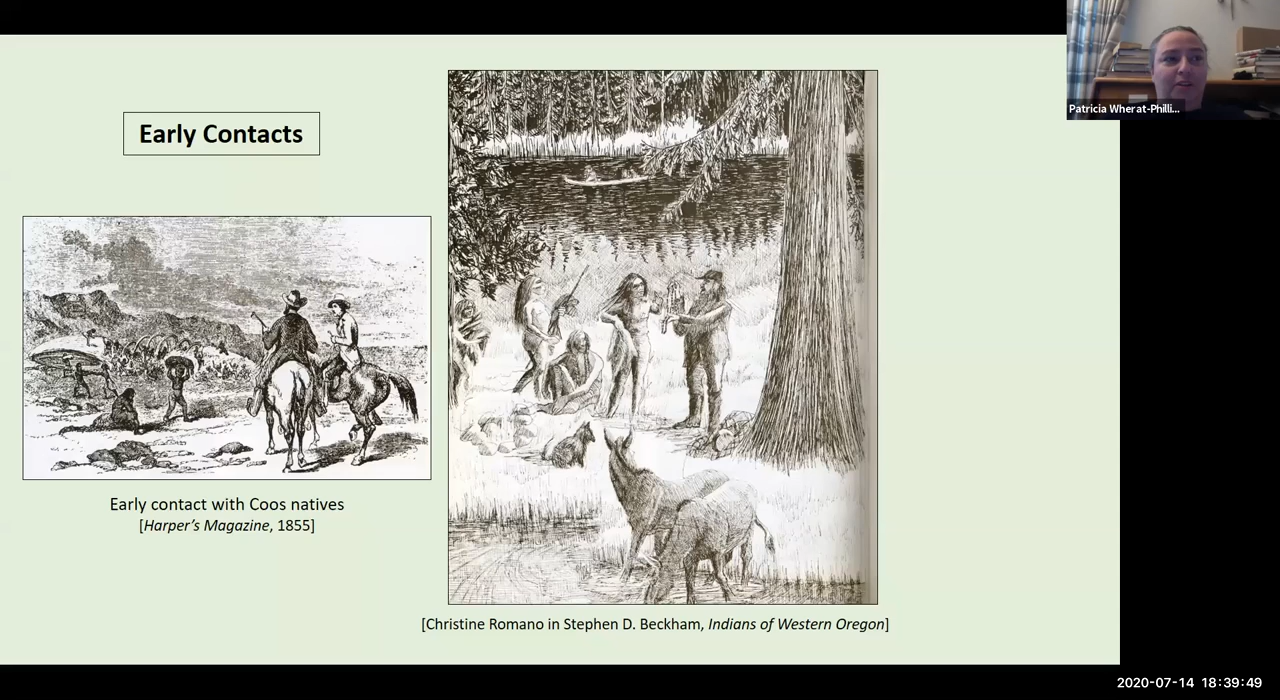 Early Contacts
Early contact with Coos natives
[Harper's Magazine, 1855]
[Christine Romano in Stephen D. Beckham, Indians of Western Oregon]
Patricia Wherat-Philli...
2020-07-14 18:39:49